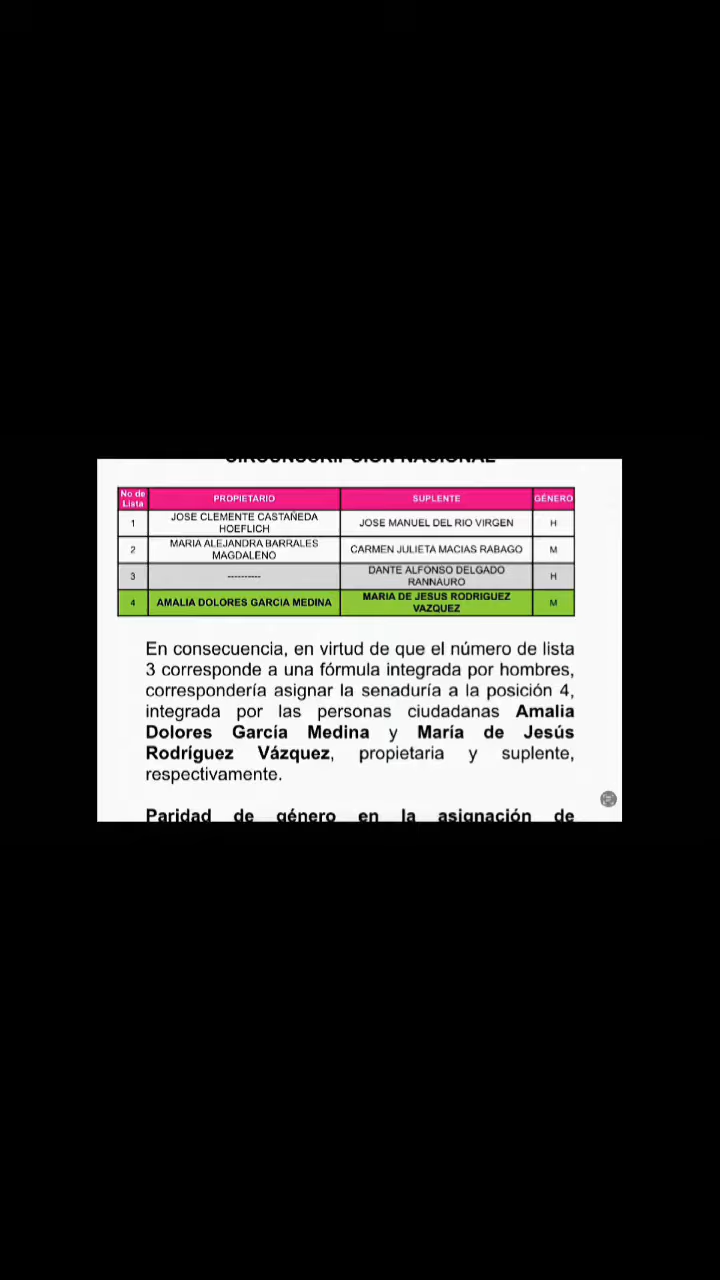 CIRCUNSCRIPCIÓN NACIONAL
No de Lista PROPIETARIO SUPLENTE GÉNERO
1 JOSE CLEMENTE CASTAÑEDA HOEFLICH JOSE MANUEL DEL RIO VIRGEN H
2 MARIA ALEJANDRA BARRALES MAGDALENO CARMEN JULIETA MACIAS RABAGO M
3 ---------- DANTE ALFONSO DELGADO RANNAURO H
4 AMALIA DOLORES GARCIA MEDINA MARIA DE JESUS RODRIGUEZ VAZQUEZ M
En consecuencia, en virtud de que el número de lista
3 corresponde a una fórmula integrada por hombres,
correspondería asignar la senaduría a la posición 4,
integrada por las personas ciudadanas Amalia
Dolores García Medina y María de Jesús
Rodríguez Vázquez, propietaria y suplente,
respectivamente.
Paridad de género en la asignación de